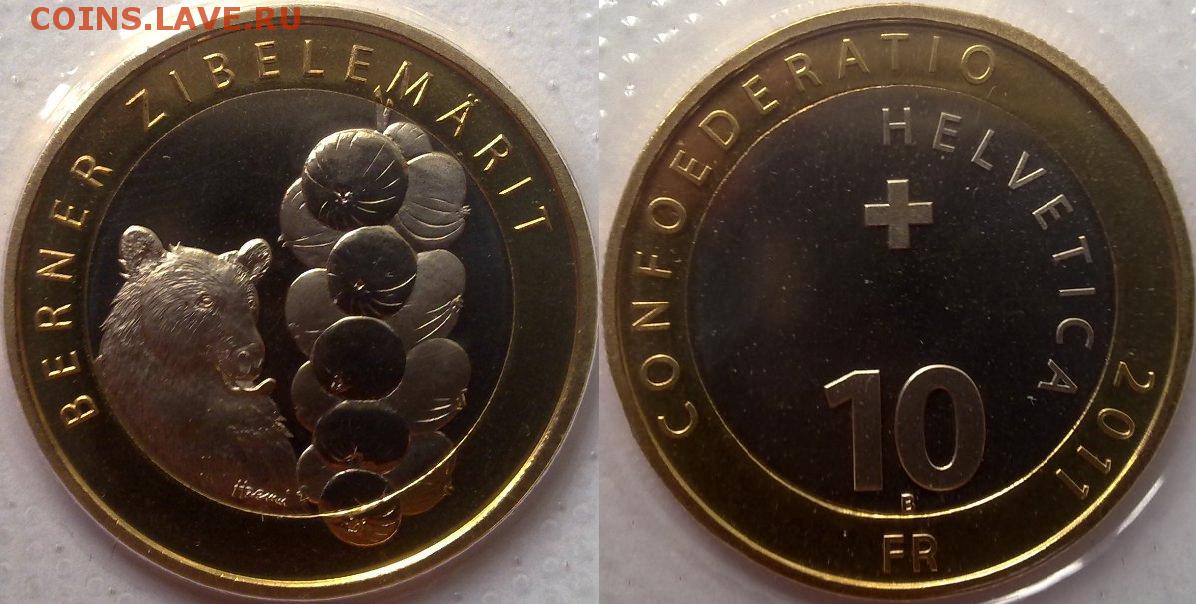 COINS.LAVE.RU
BERNER ZIBELEMÄRIT
CONFOEDERATIO
HELVETICA
2011
10
B
FR